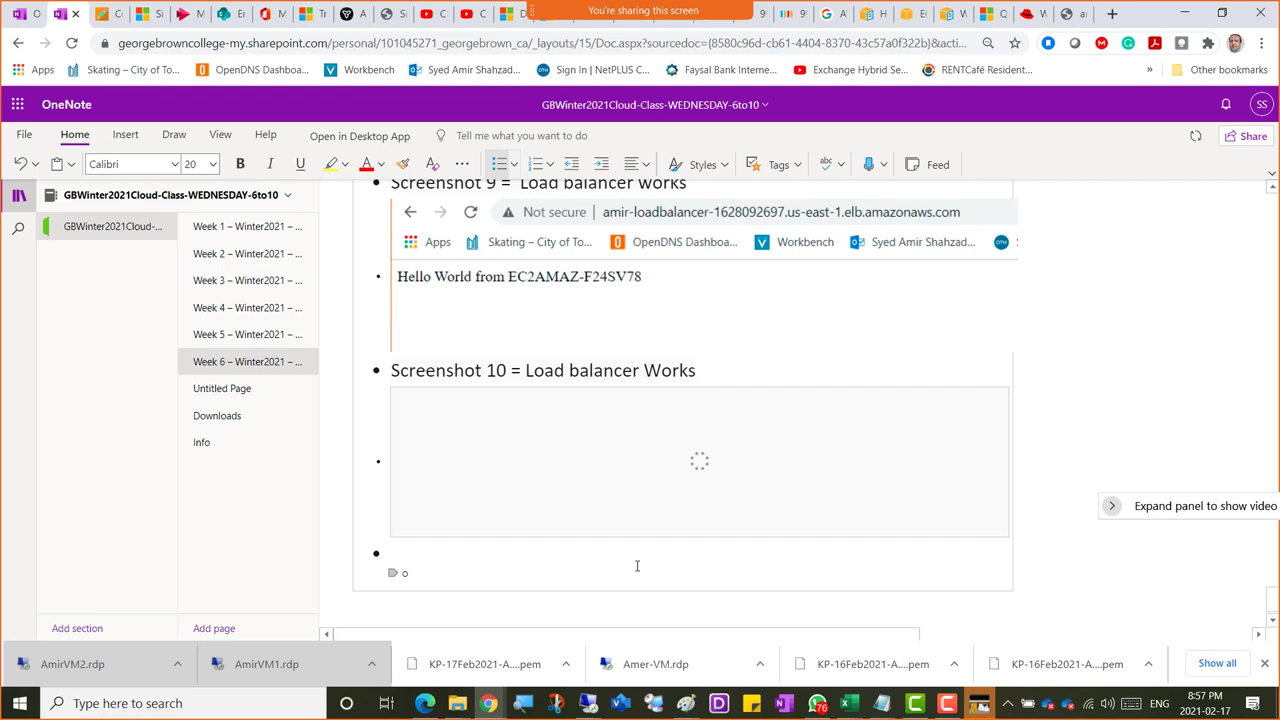 You're sharing this screen
georgebrowncollege-my.sharepoint.com/personal/101045271_georgebrown_ca/_layouts/15/Doc.aspx?sourcedoc={8580c96d-cb61-4404-8370-43c57a0f322b}&acti...
Apps
Skating – City of To...
OpenDNS Dashboa...
Workbench
Syed Amir Shahzad...
Sign In | NetPLUS C...
Faysal Bank Interne...
Exchange Hybrid Se...
RENTCafé Resident...
»
Other bookmarks
OneNote
GBWinter2021Cloud-Class-WEDNESDAY-6to10
SS
File
Home
Insert
Draw
View
Help
Open in Desktop App
Tell me what you want to do
Share
Calibri
20
B
I
U
A
Styles
Tags
Feed
GBWinter2021Cloud-Class-WEDNESDAY-6to10
GBWinter2021Cloud-...
Week 1 – Winter2021 – ...
Week 2 – Winter2021 – ...
Week 3 – Winter2021 – ...
Week 4 – Winter2021 – ...
Week 5 – Winter2021 – ...
Week 6 – Winter2021 – ...
Untitled Page
Downloads
Info
Add section
Add page
Screenshot 9 = Load balancer works
Not secure | amir-loadbalancer-1628092697.us-east-1.elb.amazonaws.com
Apps
Skating – City of To...
OpenDNS Dashboa...
Workbench
Syed Amir Shahzad...
Hello World from EC2AMAZ-F24SV78
Screenshot 10 = Load balancer Works
Expand panel to show video
AmirVM2.rdp
AmirVM1.rdp
KP-17Feb2021-A....pem
Amer-VM.rdp
KP-16Feb2021-A....pem
KP-16Feb2021-A....pem
Show all
Type here to search
76
ENG
8:57 PM
2021-02-17